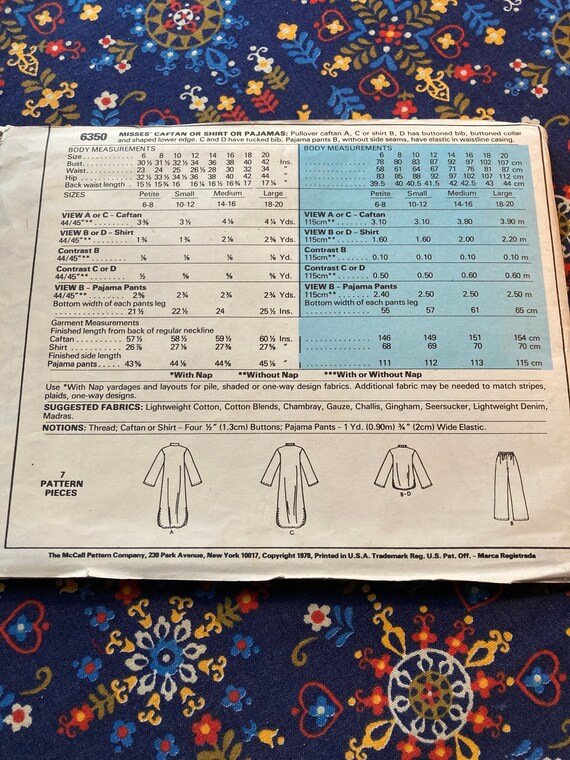 6350 MISSES' CAFTAN OR SHIRT OR PAJAMAS: Pullover caftan A, C or shirt B, D has buttoned bib, buttoned collar
and shaped lower edge. C and D have tucked bib. Pajama pants B, without side seams, have elastic in waistline casing.
BODY MEASUREMENTS
Size 6 8 10 12 14 16 18 20
Bust 30½ 31½ 32½ 34 36 38 40 42 Ins.
Waist 23 24 25 26½ 28 30 32 34 "
Hip 32½ 33½ 34½ 36 38 40 42 44 "
Back waist length 15½ 15¾ 16 16¼ 16½ 16¾ 17 17¼ "
SIZES Petite Small Medium Large
6-8 10-12 14-16 18-20
VIEW A or C - Caftan
44/45"** 3⅜ 3½ 4⅛ 4¼ Yds.
VIEW B or D - Shirt
44/45"** 1¾ 1¾ 2⅛ 2⅜ Yds.
Contrast B
44/45"** ⅛ ⅛ ⅛ ⅛ Yd.
Contrast C or D
44/45"** ½ ⅝ ⅝ ⅝ Yd.
VIEW B - Pajama Pants
44/45"** 2⅝ 2¾ 2¾ 2¾ Yds.
Bottom width of each pants leg
21½ 22½ 24 25½ Ins.
Garment Measurements
Finished length from back of regular neckline
Caftan 57½ 58½ 59½ 60½ Ins.
Shirt 26⅞ 27⅛ 27⅜ 27⅝ "
Finished side length
Pajama pants 43⅝ 44⅛ 44⅝ 45⅛ "
BODY MEASUREMENTS
6 8 10 12 14 16 18 20
78 80 83 87 92 97 102 107 cm
58 61 64 67 71 76 81 87 cm
83 85 88 92 97 102 107 112 cm
39.5 40 40.5 41.5 42 42.5 43 44 cm
Petite Small Medium Large
6-8 10-12 14-16 18-20
VIEW A or C - Caftan
115cm** 3.10 3.10 3.80 3.90 m
VIEW B or D - Shirt
115cm** 1.60 1.60 2.00 2.20 m
Contrast B
115cm** 0.10 0.10 0.10 0.10 m
Contrast C or D
115cm** 0.50 0.50 0.60 0.60 m
VIEW B - Pajama Pants
115cm** 2.40 2.50 2.50 2.50 m
Bottom width of each pants leg
55 57 61 65 cm
146 149 151 154 cm
68 69 70 70 cm
111 112 113 115 cm
*With Nap **Without Nap ***With or Without Nap
Use *With Nap yardages and layouts for pile, shaded or one-way design fabrics. Additional fabric may be needed to match stripes,
plaids, one-way designs.
SUGGESTED FABRICS: Lightweight Cotton, Cotton Blends, Chambray, Gauze, Challis, Gingham, Seersucker, Lightweight Denim,
Madras.
NOTIONS: Thread; Caftan or Shirt - Four ½" (1.3cm) Buttons; Pajama Pants - 1 Yd. (0.90m) ¾" (2cm) Wide Elastic.
7
PATTERN
PIECES
A C B-D B
The McCall Pattern Company, 230 Park Avenue, New York 10017, Copyright 1978, Printed in U.S.A. Trademark Reg. U.S. Pat. Off. - Marca Registrada